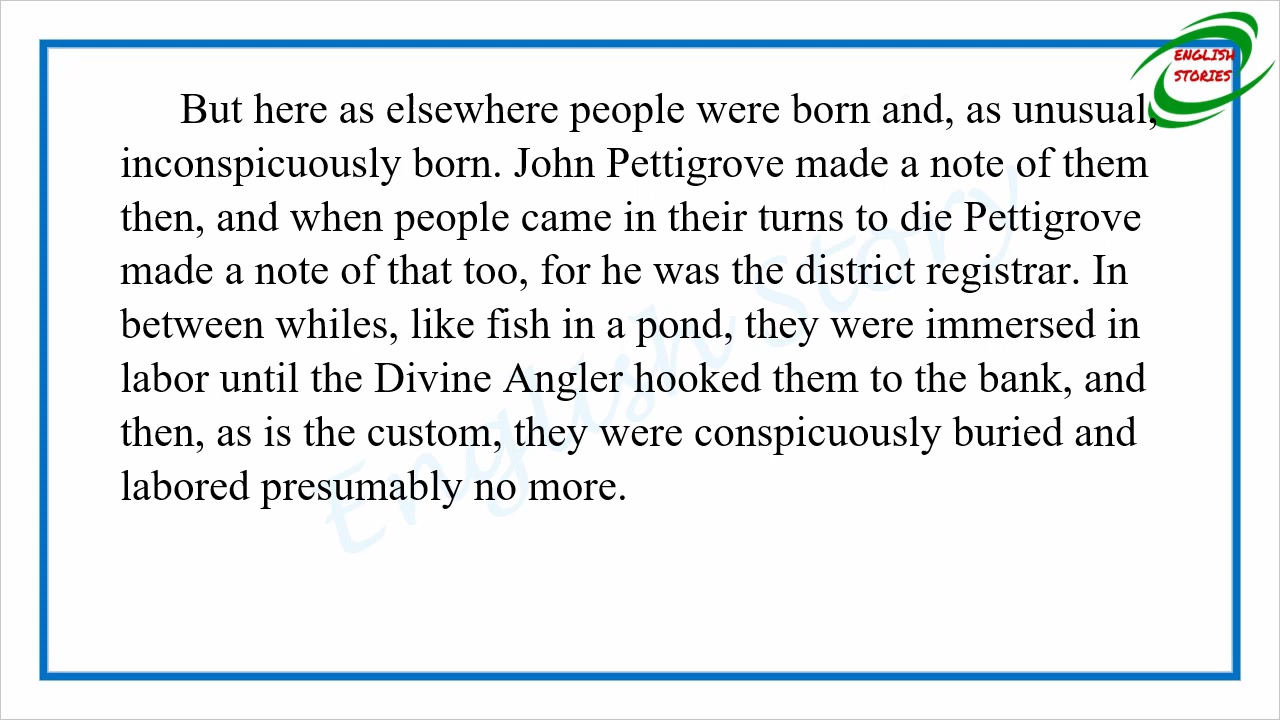 ENGLISH
STORIES
But here as elsewhere people were born and, as unusual,
inconspicuously born. John Pettigrove made a note of them
then, and when people came in their turns to die Pettigrove
made a note of that too, for he was the district registrar. In
between whiles, like fish in a pond, they were immersed in
labor until the Divine Angler hooked them to the bank, and
then, as is the custom, they were conspicuously buried and
labored presumably no more.
English Story